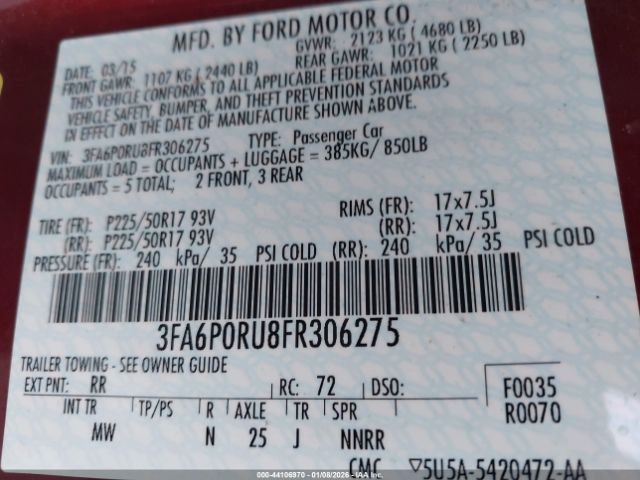 MFD. BY FORD MOTOR CO.
DATE: 03/15 GVWR: 2123 KG ( 4680 LB)
FRONT GAWR: 1107 KG ( 2440 LB) REAR GAWR: 1021 KG ( 2250 LB)
THIS VEHICLE CONFORMS TO ALL APPLICABLE FEDERAL MOTOR
VEHICLE SAFETY, BUMPER, AND THEFT PREVENTION STANDARDS
IN EFFECT ON THE DATE OF MANUFACTURE SHOWN ABOVE.
VIN: 3FA6P0RU8FR306275 TYPE: Passenger Car
MAXIMUM LOAD = OCCUPANTS + LUGGAGE = 385KG/ 850LB
OCCUPANTS = 5 TOTAL; 2 FRONT, 3 REAR
TIRE (FR): P225/50R17 93V RIMS (FR): 17x7.5J
(RR): P225/50R17 93V (RR): 17x7.5J
PRESSURE (FR): 240 kPa/ 35 PSI COLD (RR): 240 kPa/ 35 PSI COLD
3FA6P0RU8FR306275
TRAILER TOWING - SEE OWNER GUIDE
EXT PNT: RR RC: 72 DSO: F0035
R0070
INT TR TP/PS R AXLE TR SPR
MW N 25 J NNRR
CMC ▽5U5A-5420472-AA
000-44106970 | 01/08/2026 - IAAI.COM